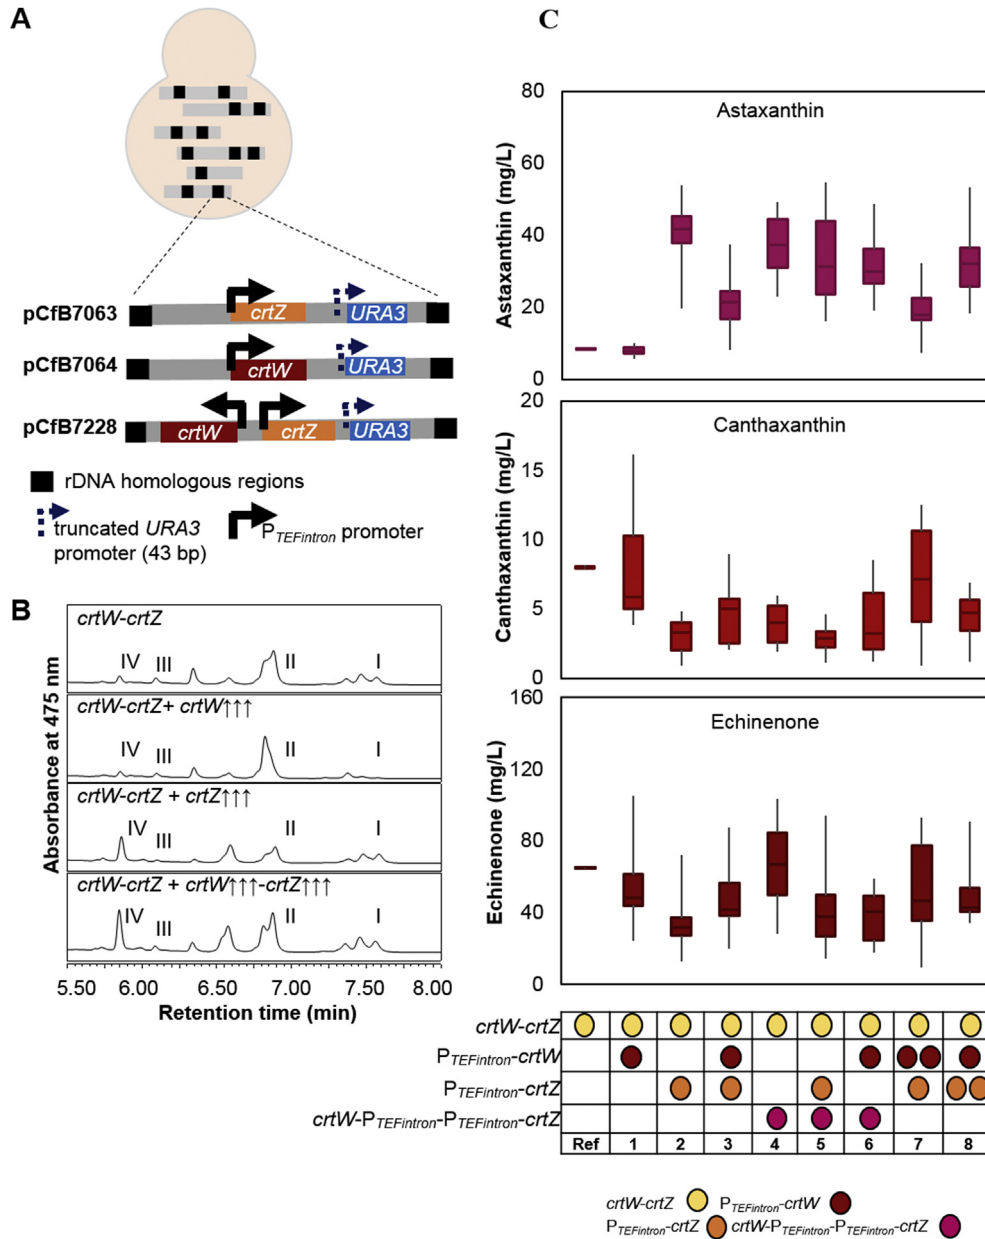 A
pCfB7063
crtZ
URA3
pCfB7064
crtW
URA3
pCfB7228
crtW
crtZ
URA3
rDNA homologous regions
truncated URA3
promoter (43 bp)
PTEFintron promoter
B
Absorbance at 475 nm
crtW-crtZ
IV III II I
crtW-crtZ+ crtW↑↑↑
IV III II I
crtW-crtZ + crtZ↑↑↑
IV III II I
crtW-crtZ + crtW↑↑↑-crtZ↑↑↑
IV III II I
5.50 6.00 6.50 7.00 7.50 8.00
Retention time (min)
C
Astaxanthin
Astaxanthin (mg/L)
80
60
40
20
0
Canthaxanthin
Canthaxanthin (mg/L)
20
15
10
5
0
Echinenone
Echinenone (mg/L)
160
120
80
40
0
crtW-crtZ
PTEFintron-crtW
PTEFintron-crtZ
crtW-PTEFintron-PTEFintron-crtZ
Ref 1 2 3 4 5 6 7 8
crtW-crtZ PTEFintron-crtW
PTEFintron-crtZ crtW-PTEFintron-PTEFintron-crtZ